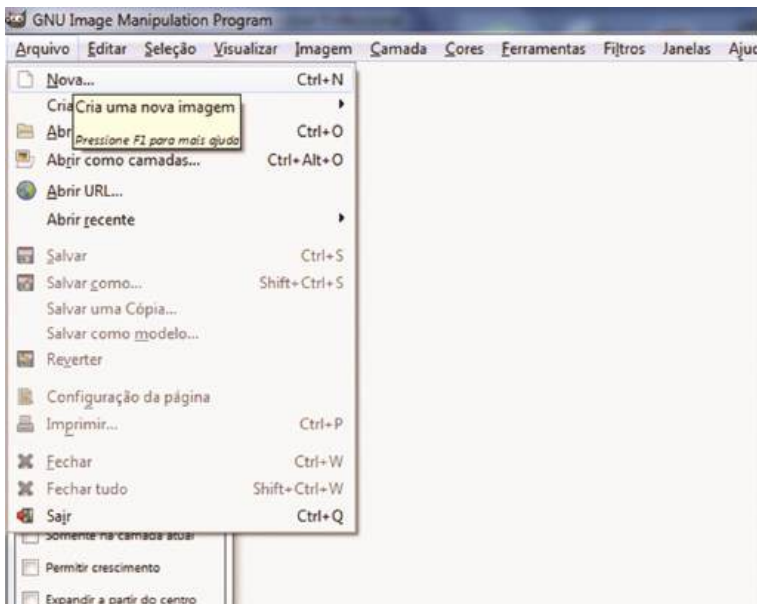 GNU Image Manipulation Program
Arquivo Editar Seleção Visualizar Imagem Camada Cores Ferramentas Filtros Janelas Ajuc
Nova... Ctrl+N
Cria
Cria uma nova imagem
Abr Ctrl+O
Pressione F1 para mais ajuda
Abrir como camadas... Ctrl+Alt+O
Abrir URL...
Abrir recente
Salvar Ctrl+S
Salvar como... Shift+Ctrl+S
Salvar uma Cópia...
Salvar como modelo...
Reverter
Configuração da página
Imprimir... Ctrl+P
Fechar Ctrl+W
Fechar tudo Shift+Ctrl+W
Sair Ctrl+Q
Somente na camada atual
Permitir crescimento
Expandir a partir do centro